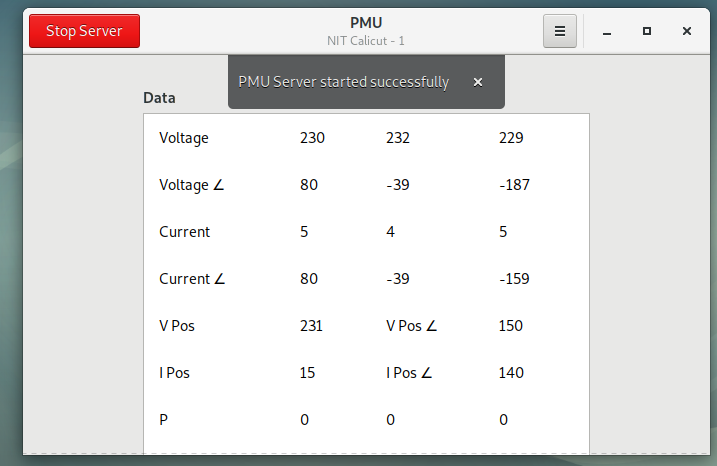 Stop Server
PMU
NIT Calicut - 1
PMU Server started successfully
Data
Voltage 230 232 229
Voltage ∠ 80 -39 -187
Current 5 4 5
Current ∠ 80 -39 -159
V Pos 231 V Pos ∠ 150
I Pos 15 I Pos ∠ 140
P 0 0 0